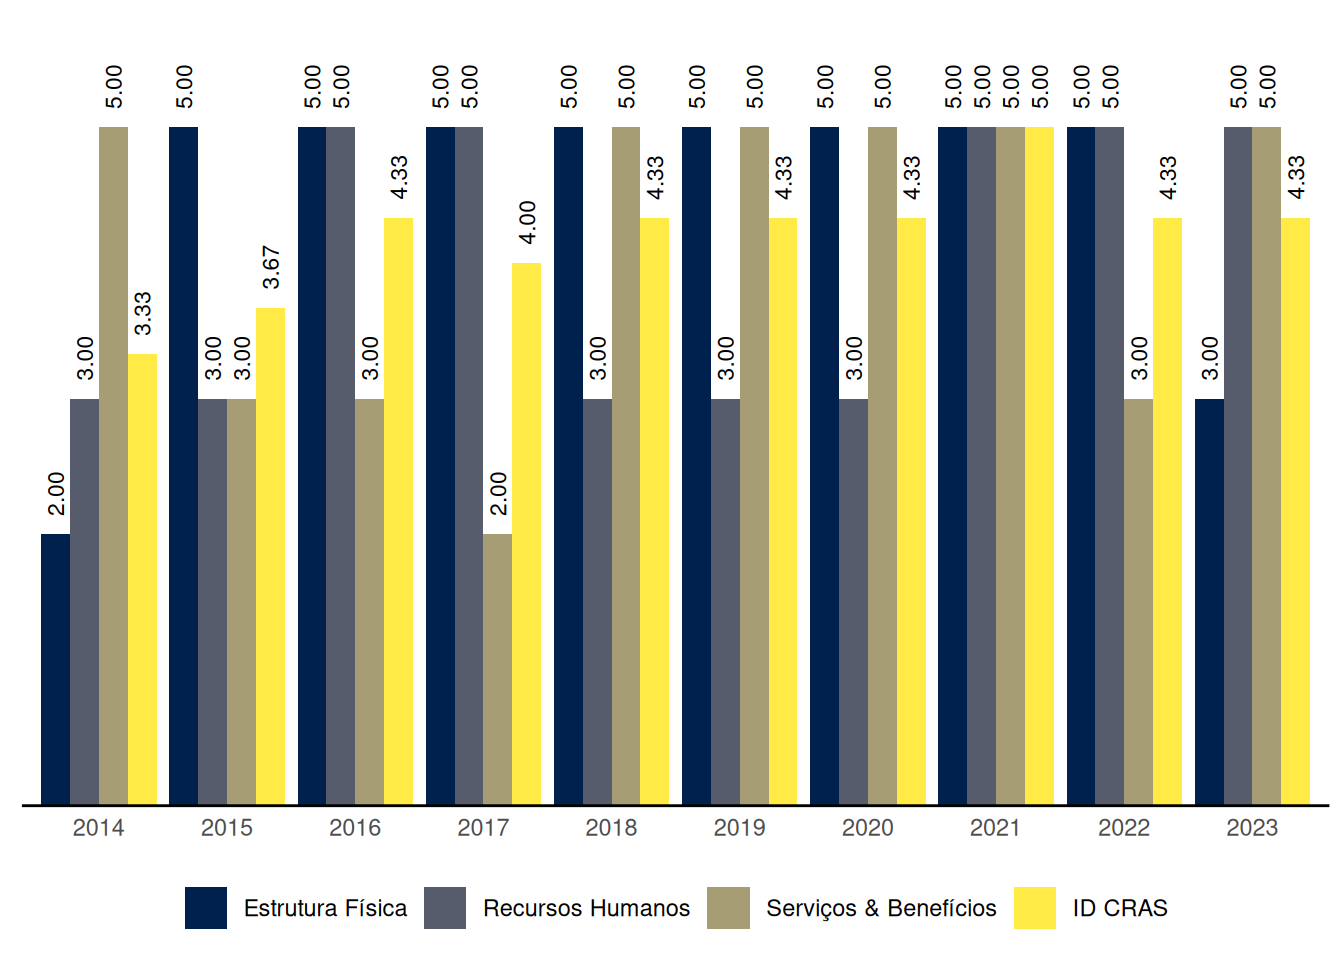 2.00 3.00 5.00 3.33 5.00 3.00 3.00 3.67 5.00 5.00 3.00 4.33 5.00 5.00 2.00 4.00 5.00 3.00 5.00 4.33 5.00 3.00 5.00 4.33 5.00 3.00 5.00 4.33 5.00 5.00 5.00 5.00 5.00 5.00 3.00 4.33 3.00 5.00 5.00 4.33
2014 2015 2016 2017 2018 2019 2020 2021 2022 2023
Estrutura Física Recursos Humanos Serviços & Benefícios ID CRAS